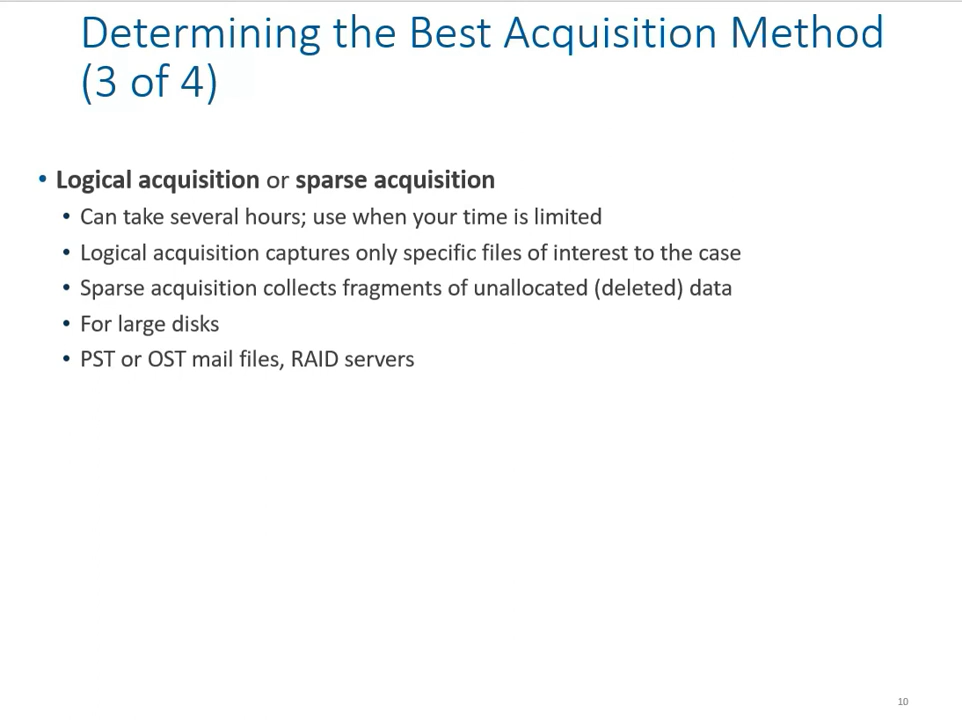 Determining the Best Acquisition Method
(3 of 4)
• Logical acquisition or sparse acquisition
• Can take several hours; use when your time is limited
• Logical acquisition captures only specific files of interest to the case
• Sparse acquisition collects fragments of unallocated (deleted) data
• For large disks
• PST or OST mail files, RAID servers
10